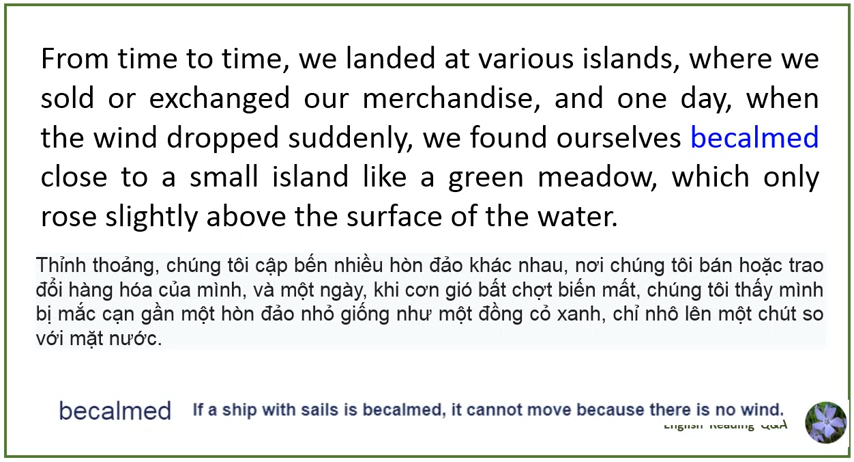 From time to time, we landed at various islands, where we
sold or exchanged our merchandise, and one day, when
the wind dropped suddenly, we found ourselves becalmed
close to a small island like a green meadow, which only
rose slightly above the surface of the water.
Thỉnh thoảng, chúng tôi cập bến nhiều hòn đảo khác nhau, nơi chúng tôi bán hoặc trao
đổi hàng hóa của mình, và một ngày, khi cơn gió bất chợt biến mất, chúng tôi thấy mình
bị mắc cạn gần một hòn đảo nhỏ giống như một đồng cỏ xanh, chỉ nhô lên một chút so
với mặt nước.
becalmed If a ship with sails is becalmed, it cannot move because there is no wind.
English Reading Q&A